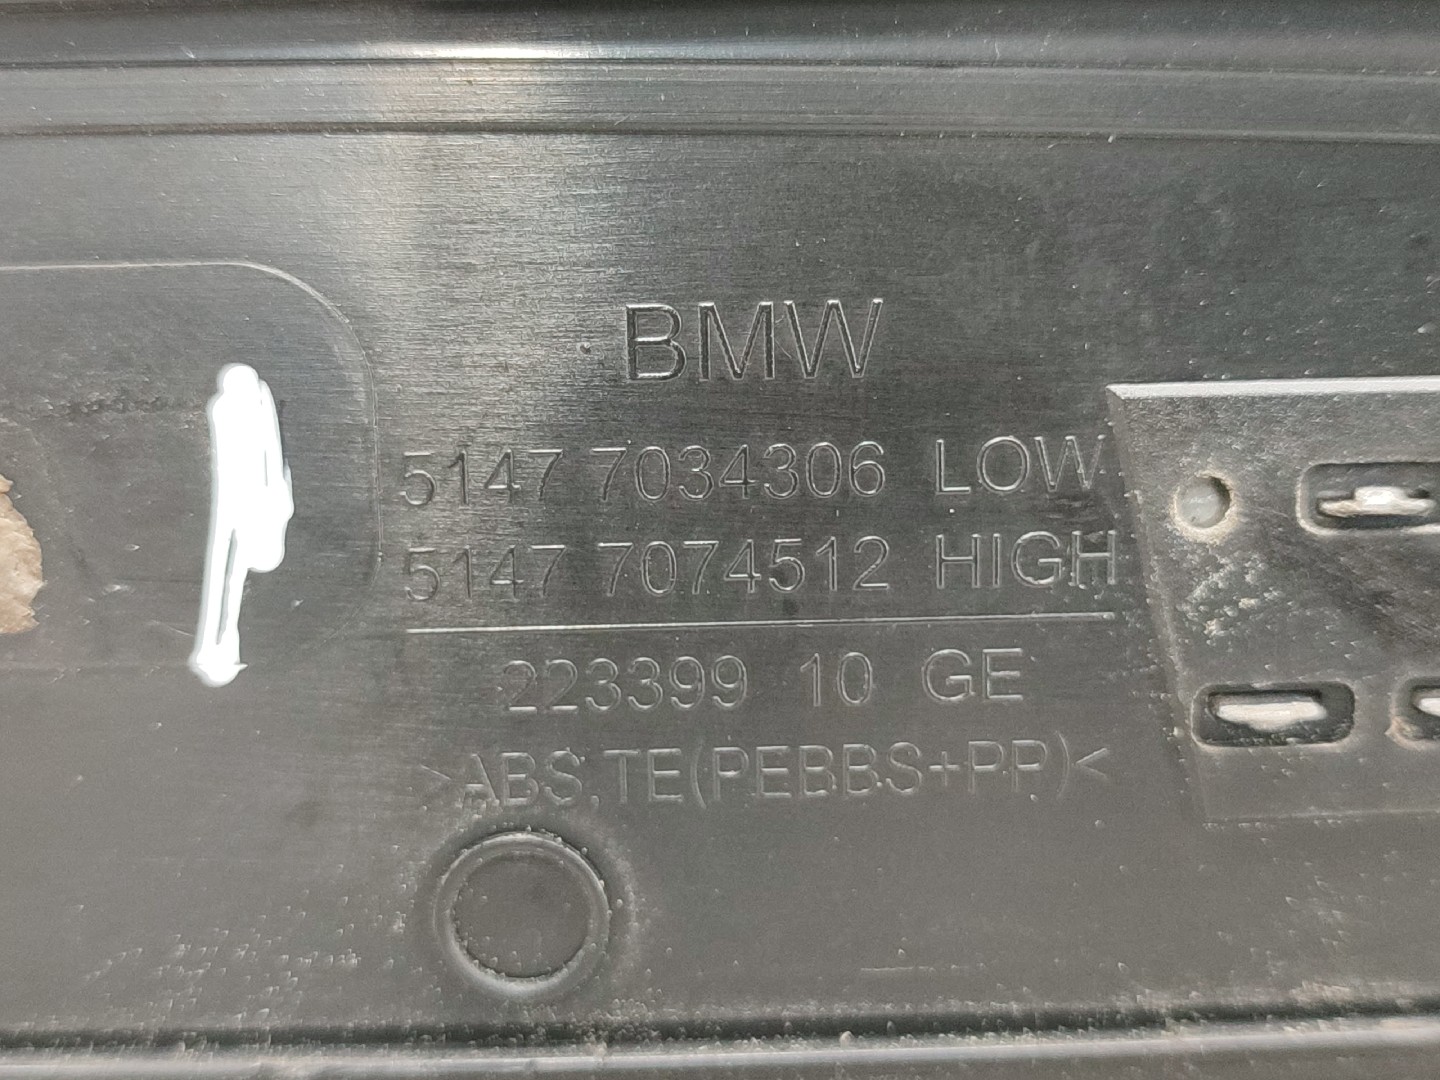 BMW
5147 7034306 LOW
5147 7074512 HIGH
223399 10 GE
>ABS,TE(PEBBS+PP)<